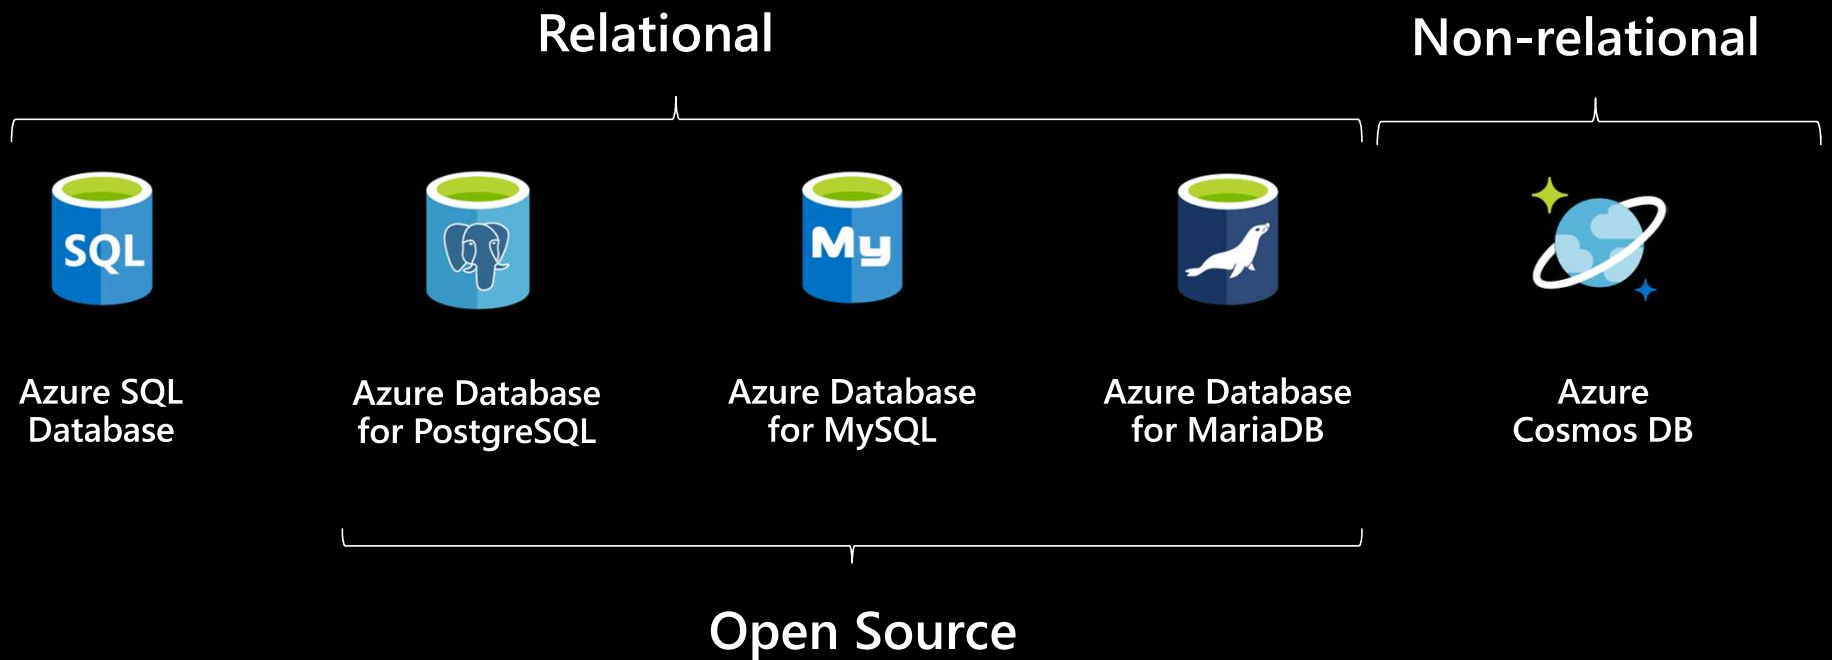 Relational
Non-relational
SQL
My
Azure SQL
Database
Azure Database
for PostgreSQL
Azure Database
for MySQL
Azure Database
for MariaDB
Azure
Cosmos DB
Open Source